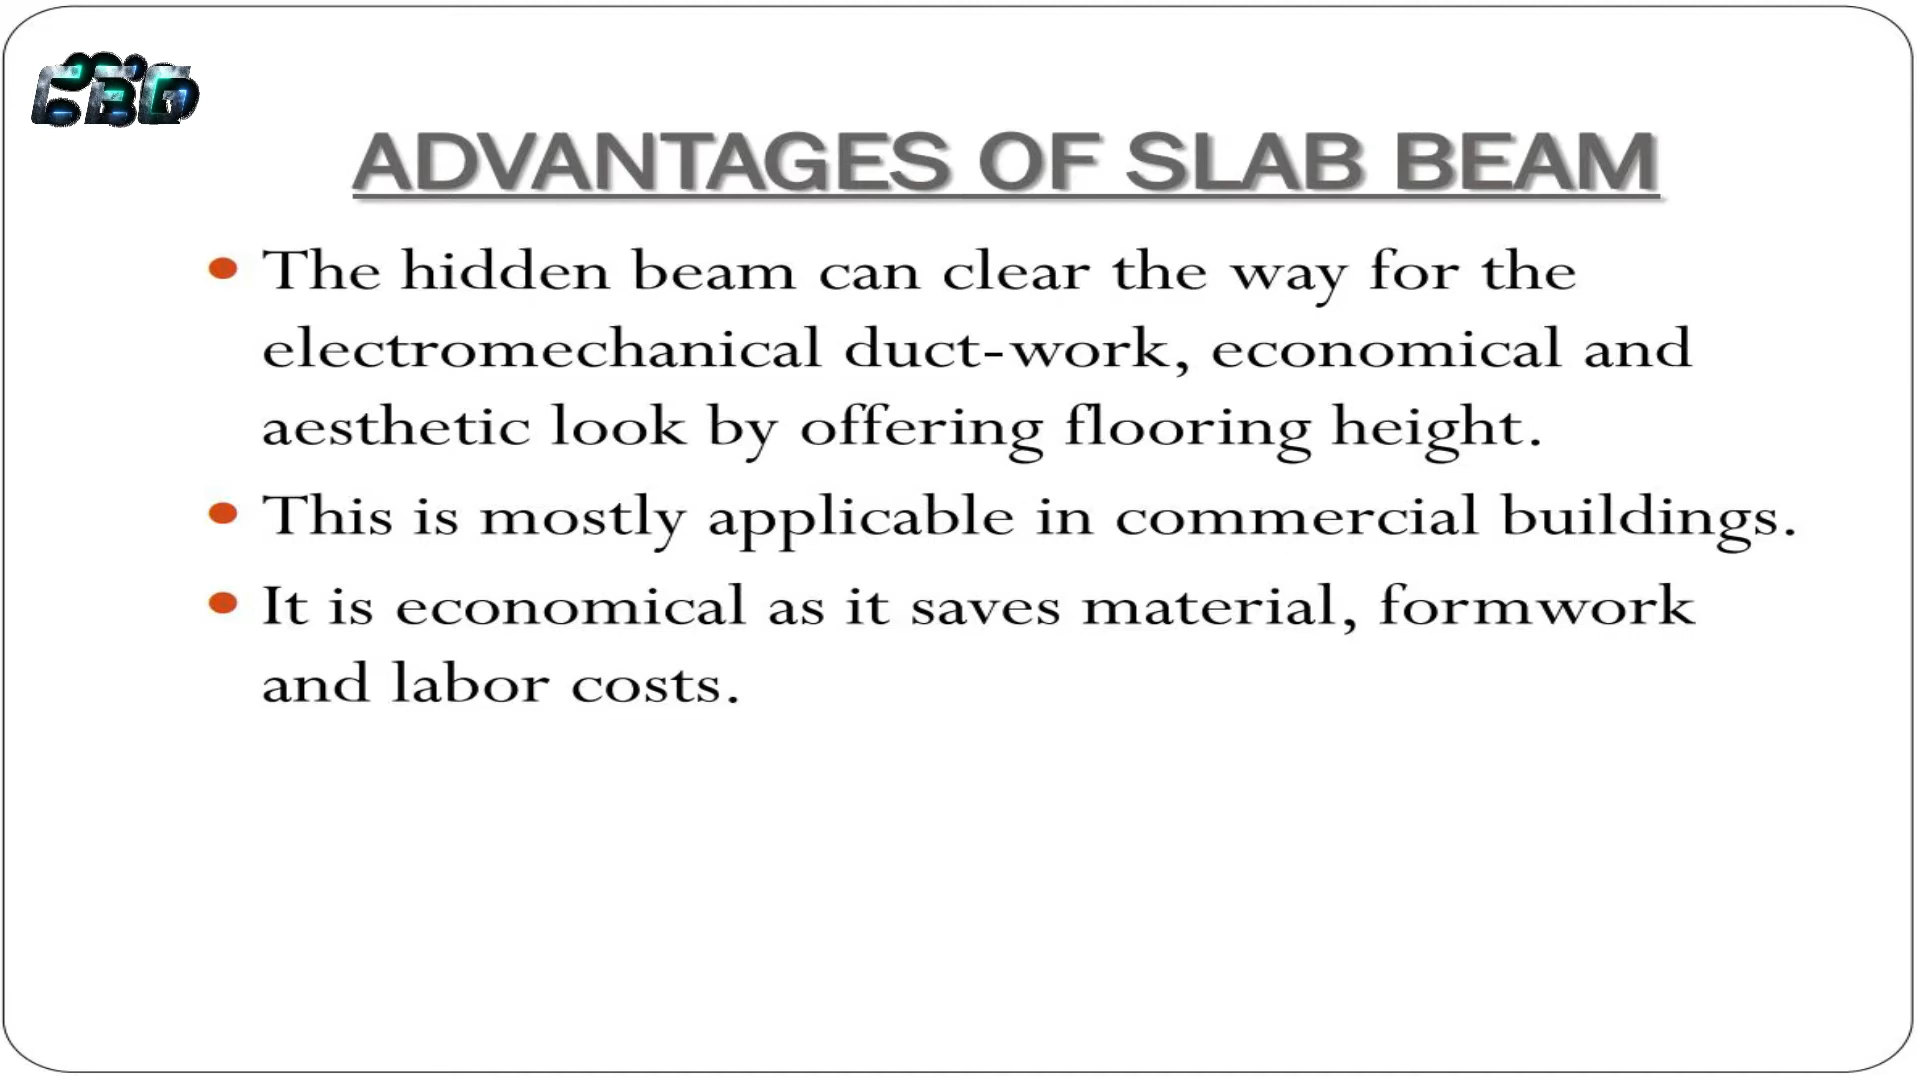 ADVANTAGES OF SLAB BEAM
• The hidden beam can clear the way for the
electromechanical duct-work, economical and
aesthetic look by offering flooring height.
• This is mostly applicable in commercial buildings.
• It is economical as it saves material, formwork
and labor costs.